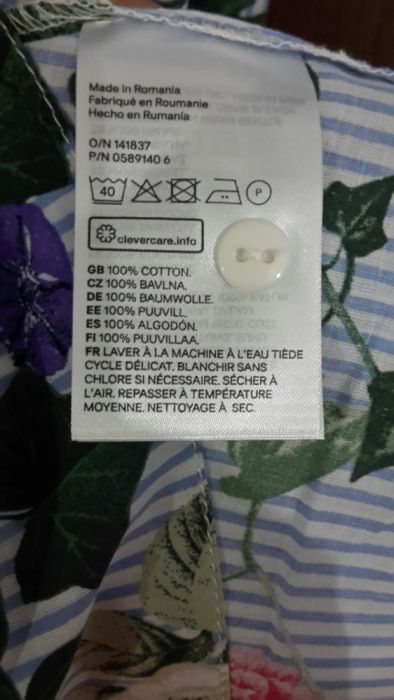 Made in Romania
Fabriqué en Roumanie
Hecho en Rumania
O/N 141837
P/N 0589140 6
40
P
clevercare.info
GB 100% COTTON.
CZ 100% BAVLNA.
DE 100% BAUMWOLLE.
EE 100% PUUVILL.
ES 100% ALGODÓN.
FI 100% PUUVILLAA.
FR LAVER À LA MACHINE À L'EAU TIÈDE
CYCLE DÉLICAT. BLANCHIR SANS
CHLORE SI NÉCESSAIRE. SÉCHER À
L'AIR. REPASSER À TEMPÉRATURE
MOYENNE. NETTOYAGE À SEC.